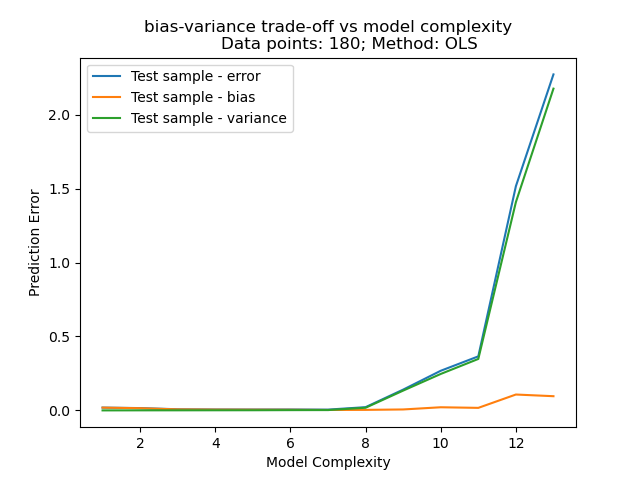 bias-variance trade-off vs model complexity
Data points: 180; Method: OLS
Test sample - error
Test sample - bias
Test sample - variance
2.0
1.5
1.0
0.5
0.0
Prediction Error
2 4 6 8 10 12
Model Complexity